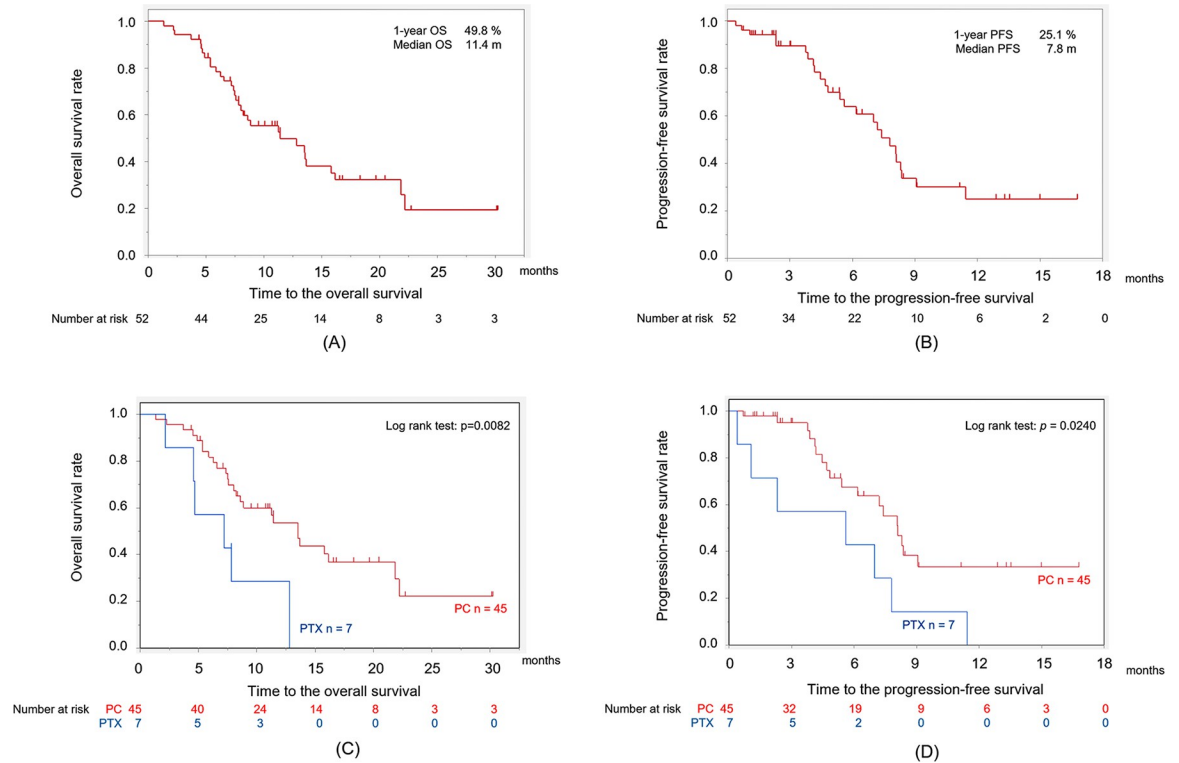 1-year OS 49.8 %
Median OS 11.4 m
Overall survival rate
1.0
0.8
0.6
0.4
0.2
0.0
0 5 10 15 20 25 30 months
Time to the overall survival
Number at risk 52 44 25 14 8 3 3
(A)
1-year PFS 25.1 %
Median PFS 7.8 m
Progression-free survival rate
1.0
0.8
0.6
0.4
0.2
0.0
0 3 6 9 12 15 18 months
Time to the progression-free survival
Number at risk 52 34 22 10 6 2 0
(B)
Log rank test: p=0.0082
Overall survival rate
1.0
0.8
0.6
0.4
0.2
0.0
PC n = 45
PTX n = 7
0 5 10 15 20 25 30 months
Time to the overall survival
Number at risk PC 45 40 24 14 8 3 3
PTX 7 5 3 0 0 0 0
(C)
Log rank test: p = 0.0240
Progression-free survival rate
1.0
0.8
0.6
0.4
0.2
0.0
PC n = 45
PTX n = 7
0 3 6 9 12 15 18 months
Time to the progression-free survival
Number at risk PC 45 32 19 9 6 3 0
PTX 7 5 2 0 0 0 0
(D)